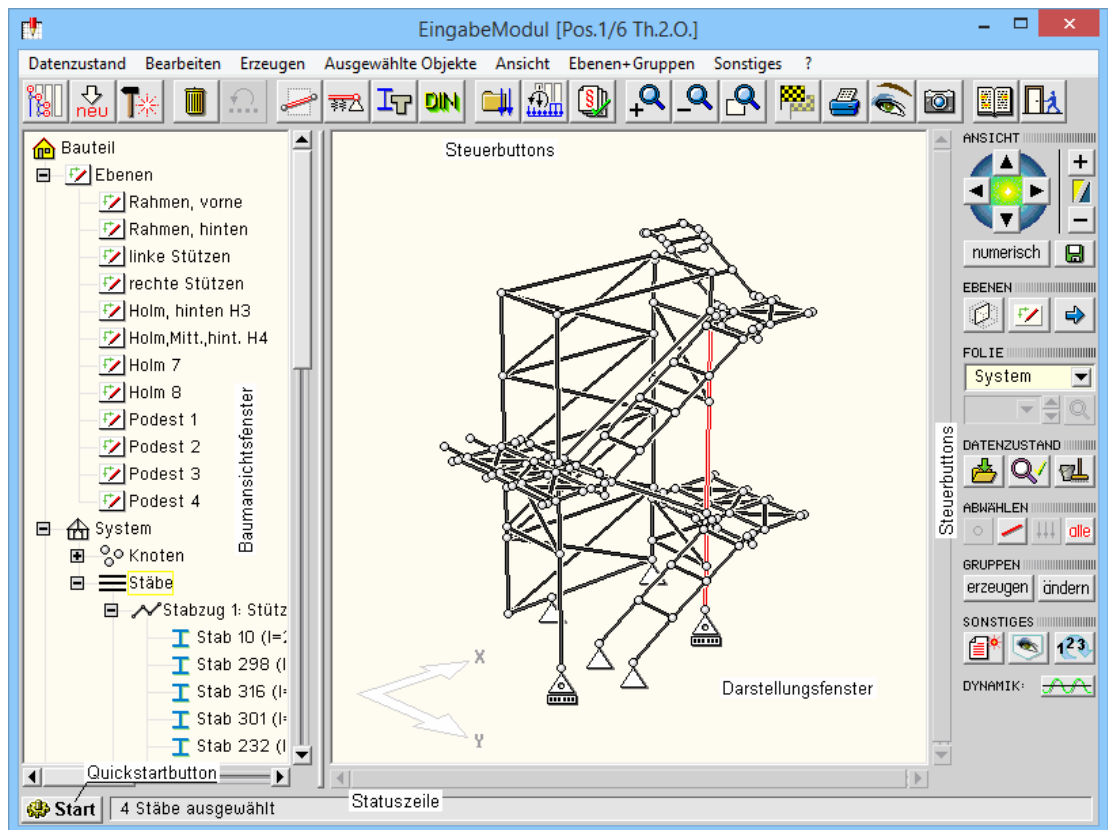 EingabeModul [Pos.1/6 Th.2.O.]
Datenzustand Bearbeiten Erzeugen Ausgewählte Objekte Ansicht Ebenen+Gruppen Sonstiges ?
neu DIN
Steuerbuttons
Bauteil
Ebenen
Rahmen, vorne
Rahmen, hinten
linke Stützen
rechte Stützen
Holm, hinten H3
Holm,Mitt.,hint. H4
Holm 7
Holm 8
Podest 1
Podest 2
Podest 3
Podest 4
System
Knoten
Stäbe
Stabzug 1: Stütz
Stab 10 (l=2
Stab 298 (l
Stab 316 (l=
Stab 301 (l=
Stab 232 (l
Baumansichtsfenster
X
Y
Darstellungsfenster
Steuerbuttons
ANSICHT
numerisch
EBENEN
FOLIE
System
DATENZUSTAND
ABWÄHLEN
alle
GRUPPEN
erzeugen ändern
SONSTIGES
123
DYNAMIK:
Quickstartbutton
Statuszeile
Start 4 Stäbe ausgewählt